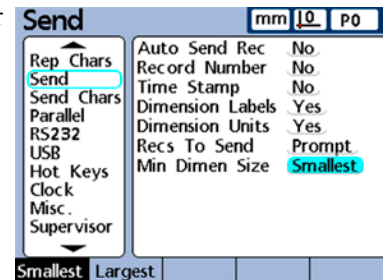 Send
mm 0 P0
Rep Chars
Send
Send Chars
Parallel
RS232
USB
Hot Keys
Clock
Misc.
Supervisor
Auto Send Rec No
Record Number No
Time Stamp No
Dimension Labels Yes
Dimension Units Yes
Recs To Send Prompt
Min Dimen Size Smallest
Smallest Largest